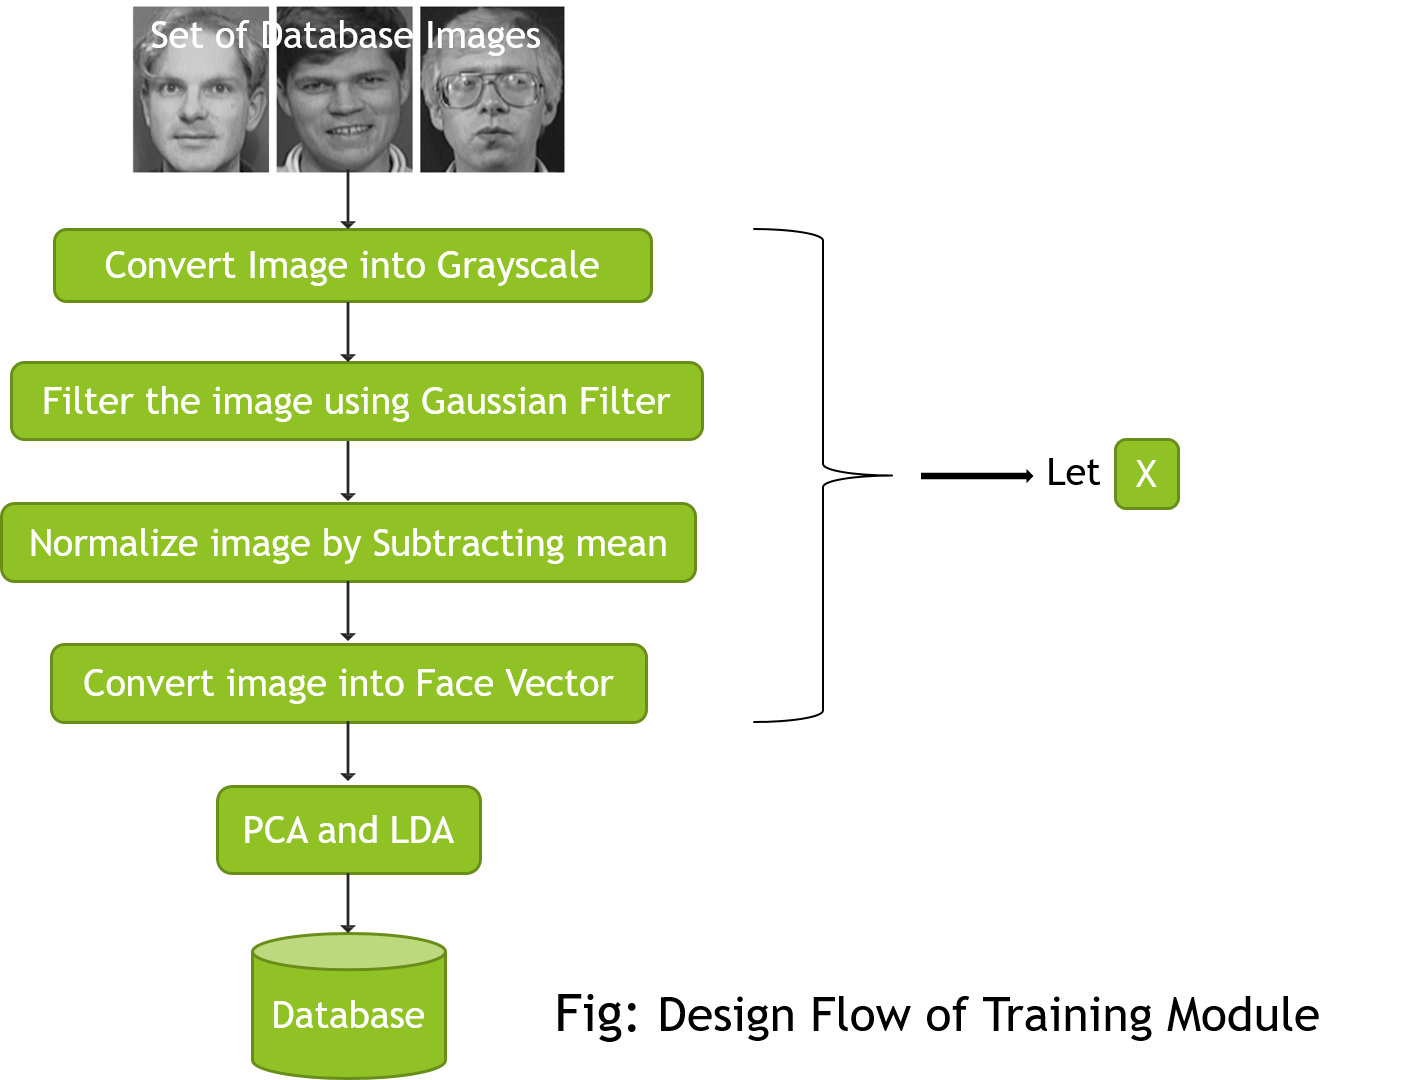 Set of Database Images
Convert Image into Grayscale
Filter the image using Gaussian Filter
Normalize image by Subtracting mean
Let X
Convert image into Face Vector
PCA and LDA
Database
Fig: Design Flow of Training Module